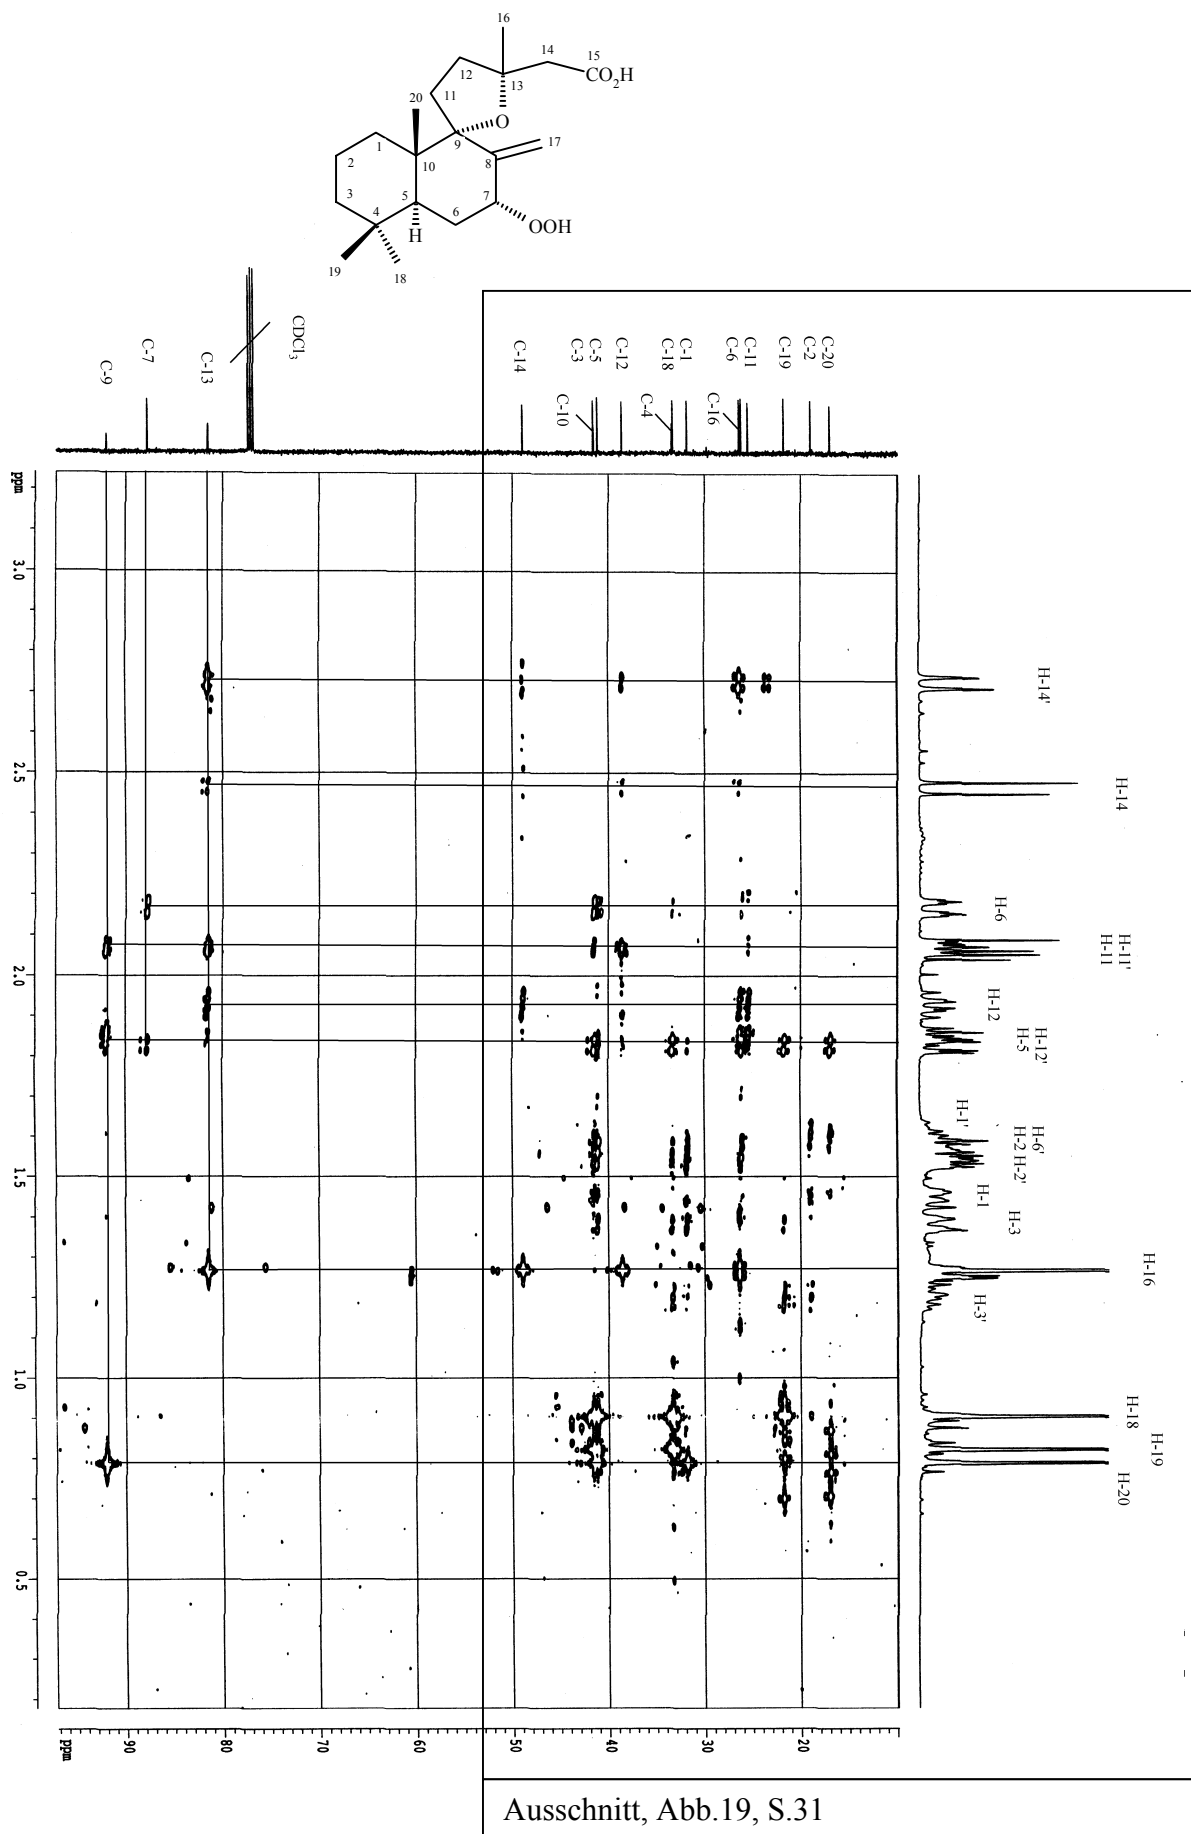 16
14
15
CO₂H
12
13
11
20
O
17
1
9
8
2
10
3
5
7
4
6
OOH
H
19
18
CDCl₃
C-9
C-7
C-13
C-14
C-3
C-5
C-10
C-12
C-18
C-4
C-1
C-6
C-16
C-11
C-19
C-2
C-20
ppm
3.0
2.5
2.0
1.5
1.0
0.5
H-14'
H-14
H-6
H-11'
H-11
H-12
H-12'
H-5
H-1'
H-6'
H-2 H-2'
H-1
H-3
H-16
H-3'
H-18
H-19
H-20
ppm
90
80
70
60
50
40
30
20
Ausschnitt, Abb.19, S.31